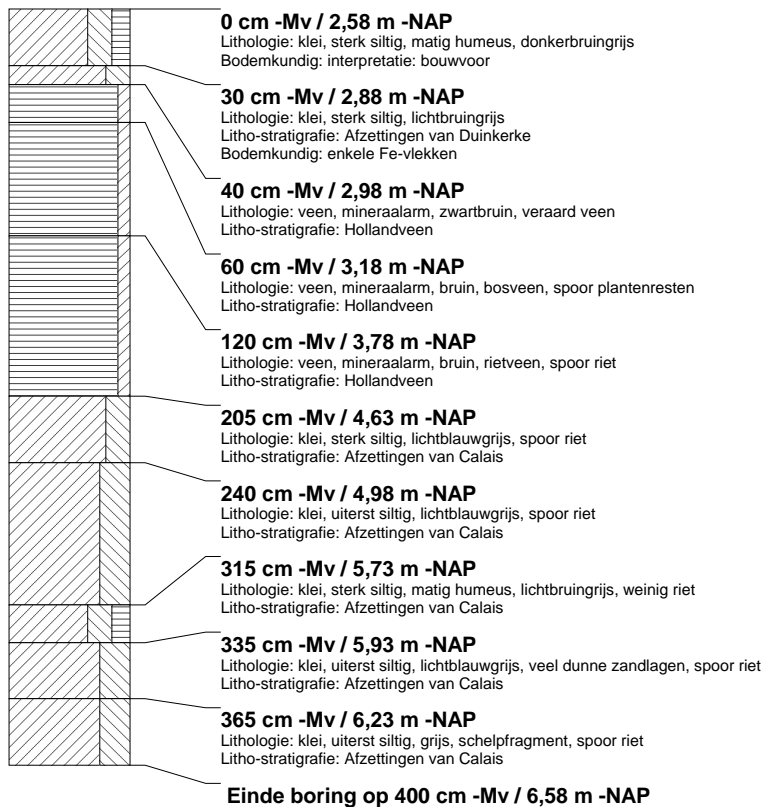 0 cm -Mv / 2,58 m -NAP
Lithologie: klei, sterk siltig, matig humeus, donkerbruingrijs
Bodemkundig: interpretatie: bouwvoor
30 cm -Mv / 2,88 m -NAP
Lithologie: klei, sterk siltig, lichtbruingrijs
Litho-stratigrafie: Afzettingen van Duinkerke
Bodemkundig: enkele Fe-vlekken
40 cm -Mv / 2,98 m -NAP
Lithologie: veen, mineraalarm, zwartbruin, veraard veen
Litho-stratigrafie: Hollandveen
60 cm -Mv / 3,18 m -NAP
Lithologie: veen, mineraalarm, bruin, bosveen, spoor plantenresten
Litho-stratigrafie: Hollandveen
120 cm -Mv / 3,78 m -NAP
Lithologie: veen, mineraalarm, bruin, rietveen, spoor riet
Litho-stratigrafie: Hollandveen
205 cm -Mv / 4,63 m -NAP
Lithologie: klei, sterk siltig, lichtblauwgrijs, spoor riet
Litho-stratigrafie: Afzettingen van Calais
240 cm -Mv / 4,98 m -NAP
Lithologie: klei, uiterst siltig, lichtblauwgrijs, spoor riet
Litho-stratigrafie: Afzettingen van Calais
315 cm -Mv / 5,73 m -NAP
Lithologie: klei, sterk siltig, matig humeus, lichtbruingrijs, weinig riet
Litho-stratigrafie: Afzettingen van Calais
335 cm -Mv / 5,93 m -NAP
Lithologie: klei, uiterst siltig, lichtblauwgrijs, veel dunne zandlagen, spoor riet
Litho-stratigrafie: Afzettingen van Calais
365 cm -Mv / 6,23 m -NAP
Lithologie: klei, uiterst siltig, grijs, schelpfragment, spoor riet
Litho-stratigrafie: Afzettingen van Calais
Einde boring op 400 cm -Mv / 6,58 m -NAP